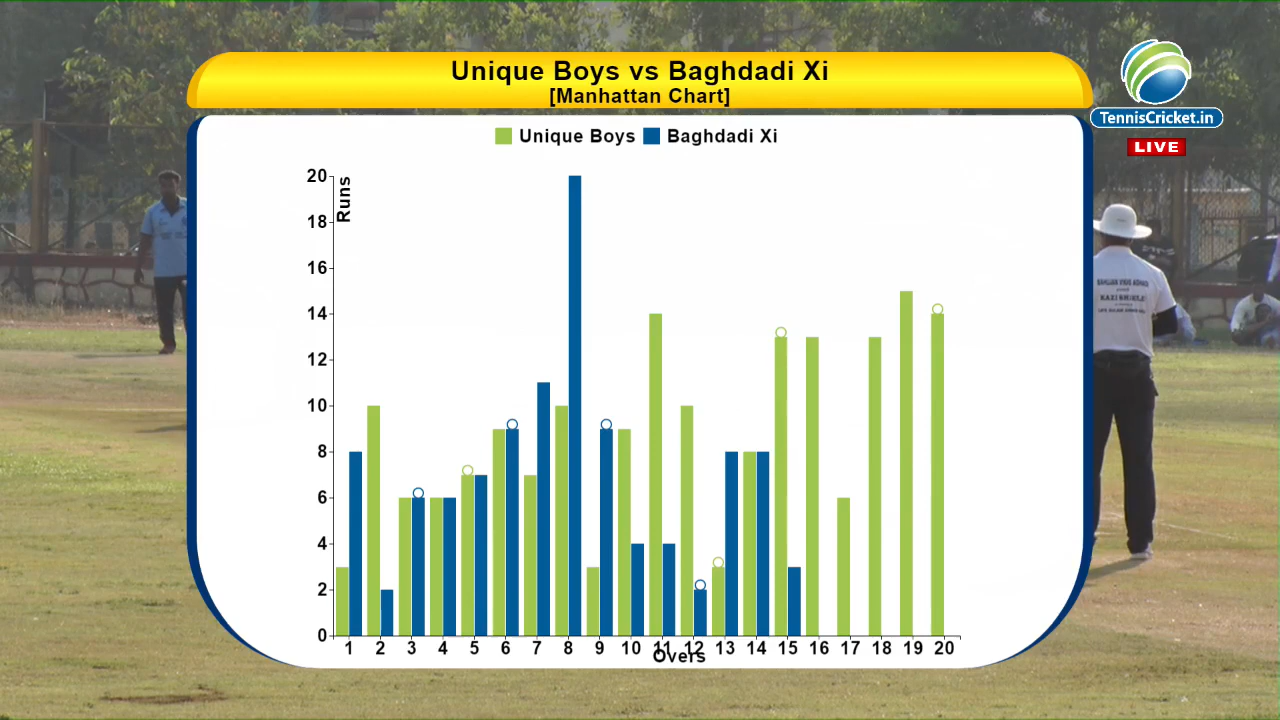 Unique Boys vs Baghdadi Xi
[Manhattan Chart]
TennisCricket.in
LIVE
Unique Boys Baghdadi Xi
Runs
20
18
16
14
12
10
8
6
4
2
0
1 2 3 4 5 6 7 8 9 10 11 12 13 14 15 16 17 18 19 20
Overs